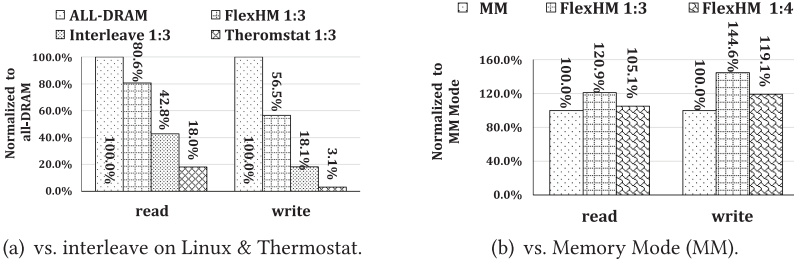 ALL-DRAM FlexHM 1:3
Interleave 1:3 Theromstat 1:3
Normalized to
all-DRAM
100.0%
80.0%
60.0%
40.0%
20.0%
0.0%
100.0%
80.6%
42.8%
18.0%
100.0%
56.5%
18.1%
3.1%
read write
(a) vs. interleave on Linux & Thermostat.
MM FlexHM 1:3 FlexHM 1:4
Normalized to
MM Mode
160.0%
120.0%
80.0%
40.0%
0.0%
100.0%
120.9%
105.1%
100.0%
144.6%
119.1%
read write
(b) vs. Memory Mode (MM).